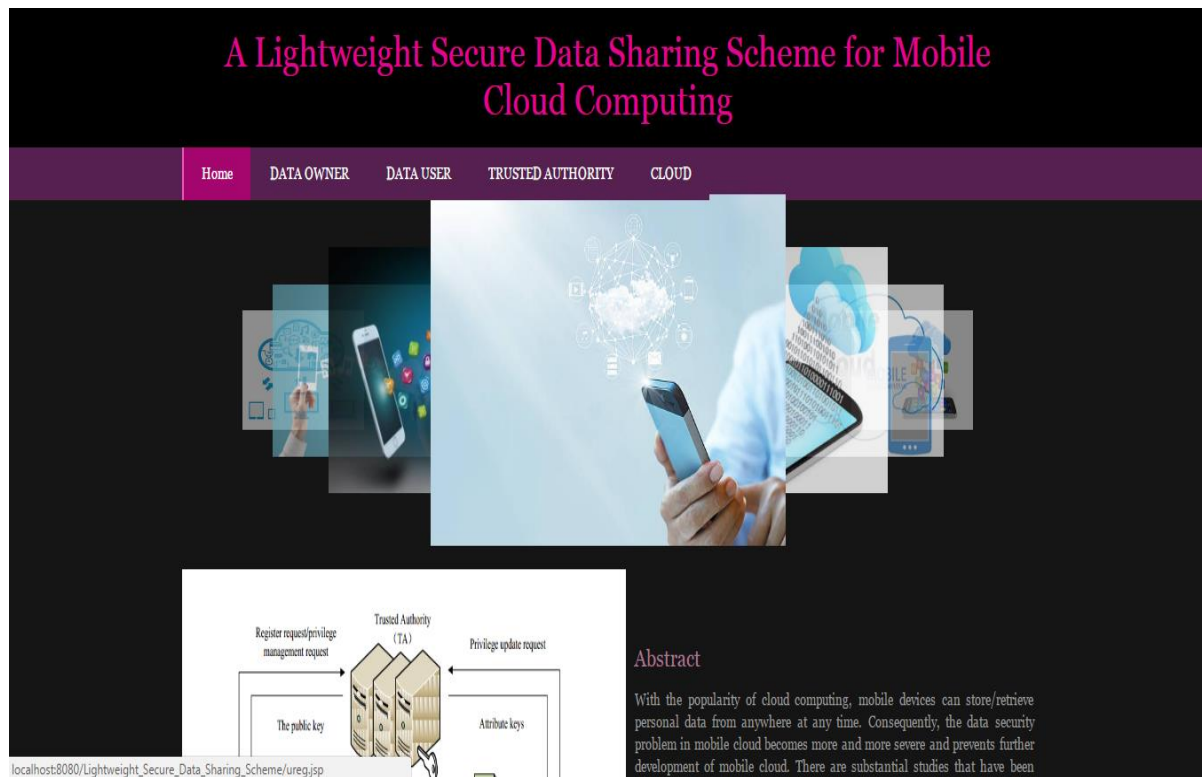 A Lightweight Secure Data Sharing Scheme for Mobile
Cloud Computing
Home DATA OWNER DATA USER TRUSTED AUTHORITY CLOUD
Register request/privilege
management request
Trusted Authority
(TA)
Privilege update request
The public key
Attribute keys
Abstract
With the popularity of cloud computing, mobile devices can store/retrieve
personal data from anywhere at any time. Consequently, the data security
problem in mobile cloud becomes more and more severe and prevents further
development of mobile cloud. There are substantial studies that have been
localhost:8080/Lightweight_Secure_Data_Sharing_Scheme/ureg.jsp